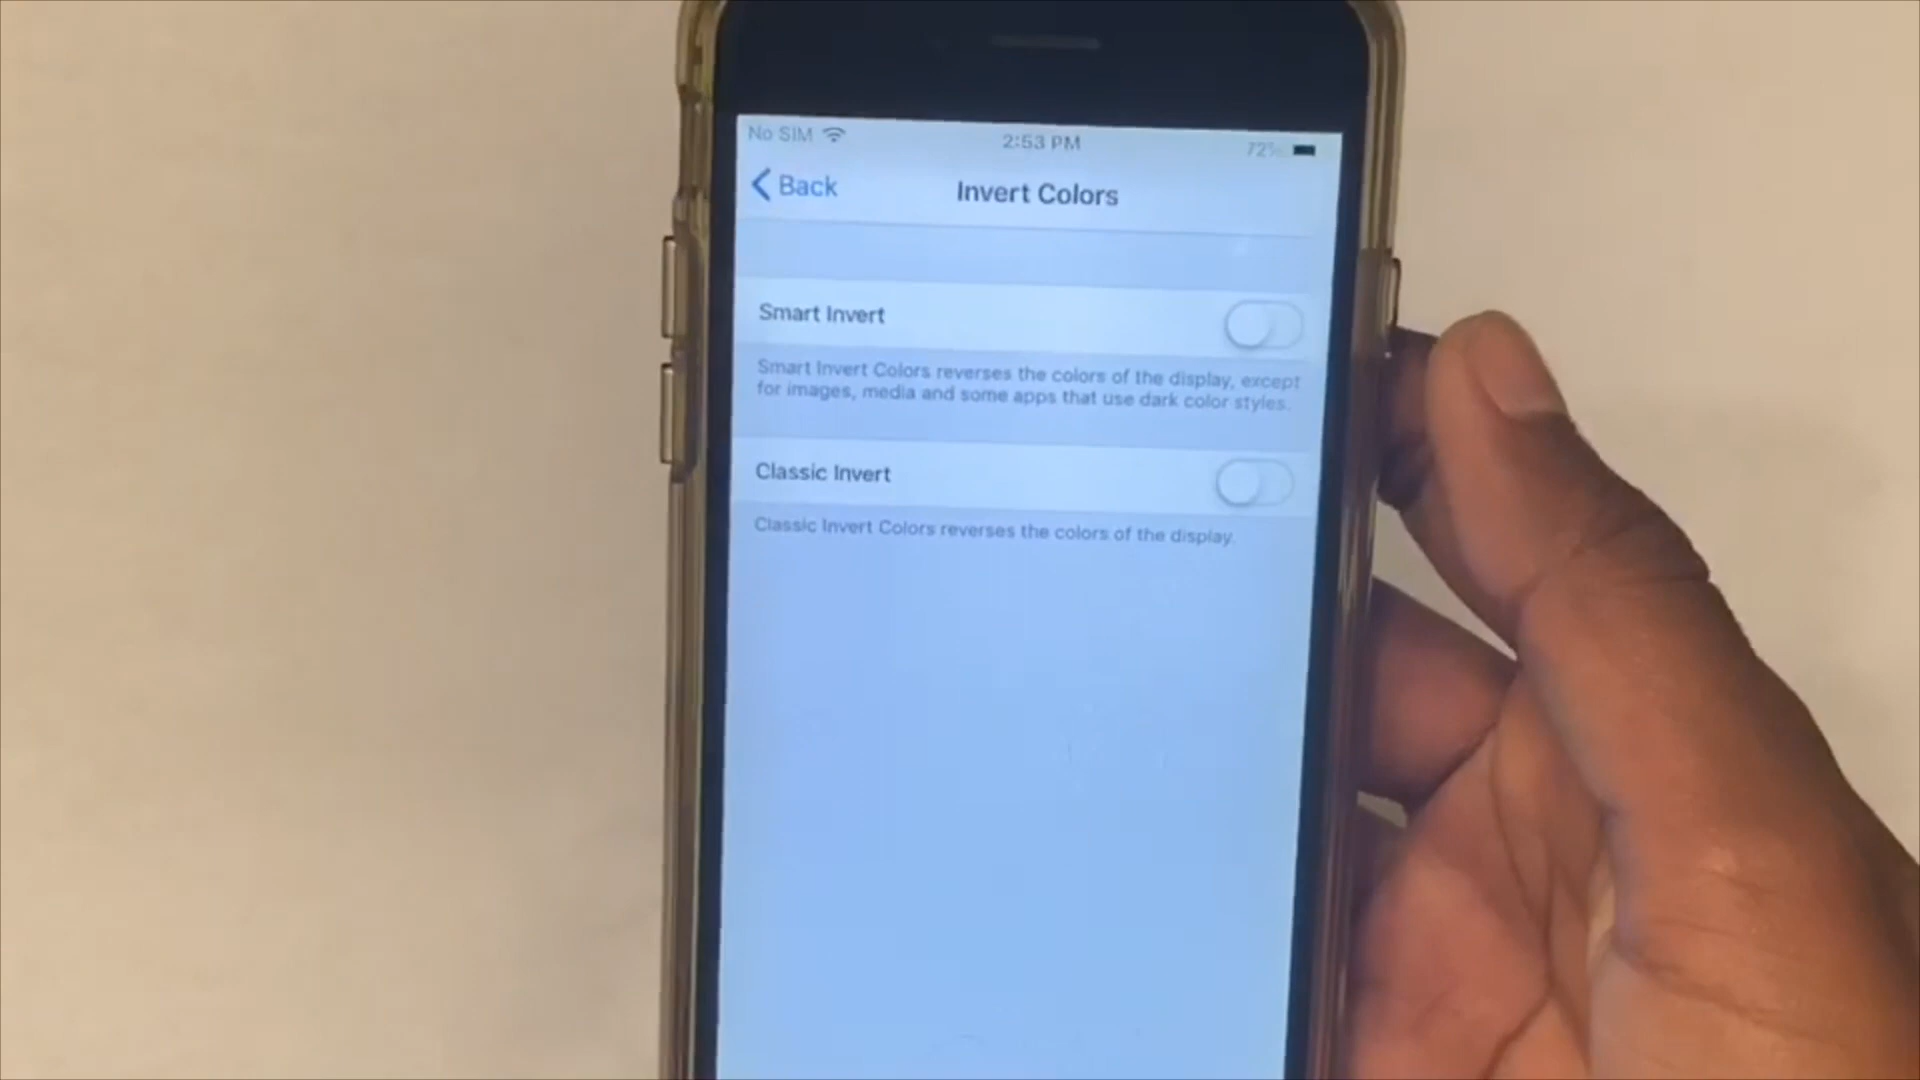 No SIM 2:53 PM 72%
Back Invert Colors
Smart Invert
Smart Invert Colors reverses the colors of the display, except
for images, media and some apps that use dark color styles.
Classic Invert
Classic Invert Colors reverses the colors of the display.